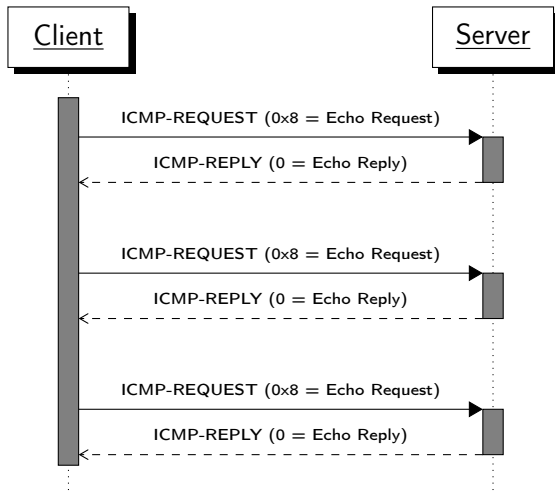 Client
Server
ICMP-REQUEST (0x8 = Echo Request)
ICMP-REPLY (0 = Echo Reply)
ICMP-REQUEST (0x8 = Echo Request)
ICMP-REPLY (0 = Echo Reply)
ICMP-REQUEST (0x8 = Echo Request)
ICMP-REPLY (0 = Echo Reply)